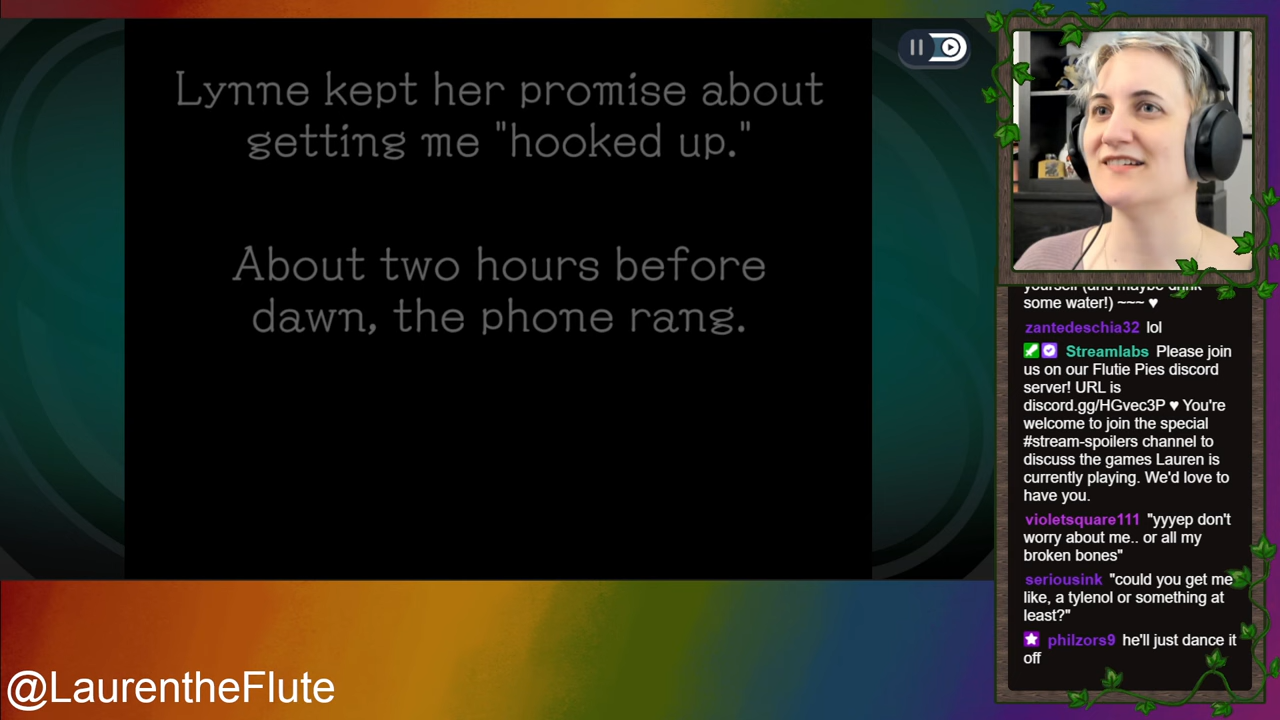 Lynne kept her promise about
getting me "hooked up."
About two hours before
dawn, the phone rang.
yourself (and maybe drink
some water!) ~~~ ♥
zantedeschia32 lol
Streamlabs Please join
us on our Flutie Pies discord
server! URL is
discord.gg/HGvec3P ♥ You're
welcome to join the special
#stream-spoilers channel to
discuss the games Lauren is
currently playing. We'd love to
have you.
violetsquare111 "yyyep don't
worry about me.. or all my
broken bones"
seriousink "could you get me
like, a tylenol or something at
least?"
philzors9 he'll just dance it
off
@LaurentheFlute